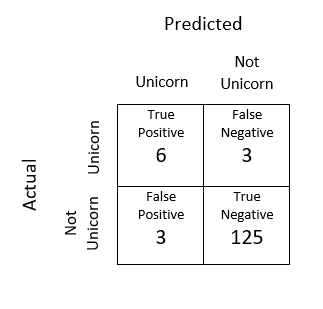 Predicted
Unicorn
Not
Unicorn
Actual
Unicorn
True
Positive
6
False
Negative
3
Not
Unicorn
False
Positive
3
True
Negative
125